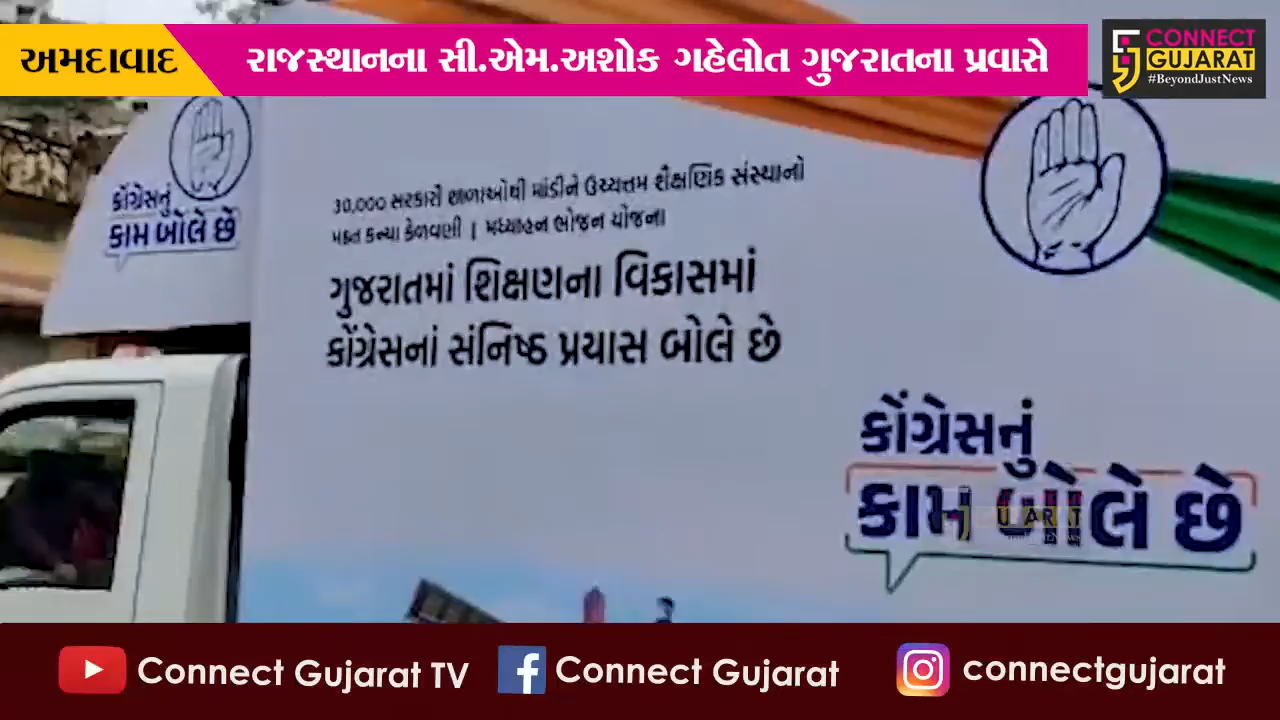 અમદાવાદ
રાજસ્થાનના સી.એમ.અશોક ગહેલોત ગુજરાતના પ્રવાસે
CONNECT
GUJARAT
#BeyondJustNews
કોંગ્રેસનું
કામ બોલે છે
30,000 સરકારી શાળાઓથી માંડીને ઉચ્ચત્તમ શૈક્ષણિક સંસ્થાનો
મફત કન્યા કેળવણી | મધ્યાહન ભોજન યોજના
ગુજરાતમાં શિક્ષણના વિકાસમાં
કોંગ્રેસનાં સંનિષ્ઠ પ્રયાસ બોલે છે
કોંગ્રેસનું
કામ બોલે છે
GUJARAT
BeyondJustNews
Connect Gujarat TV
Connect Gujarat
connectgujarat